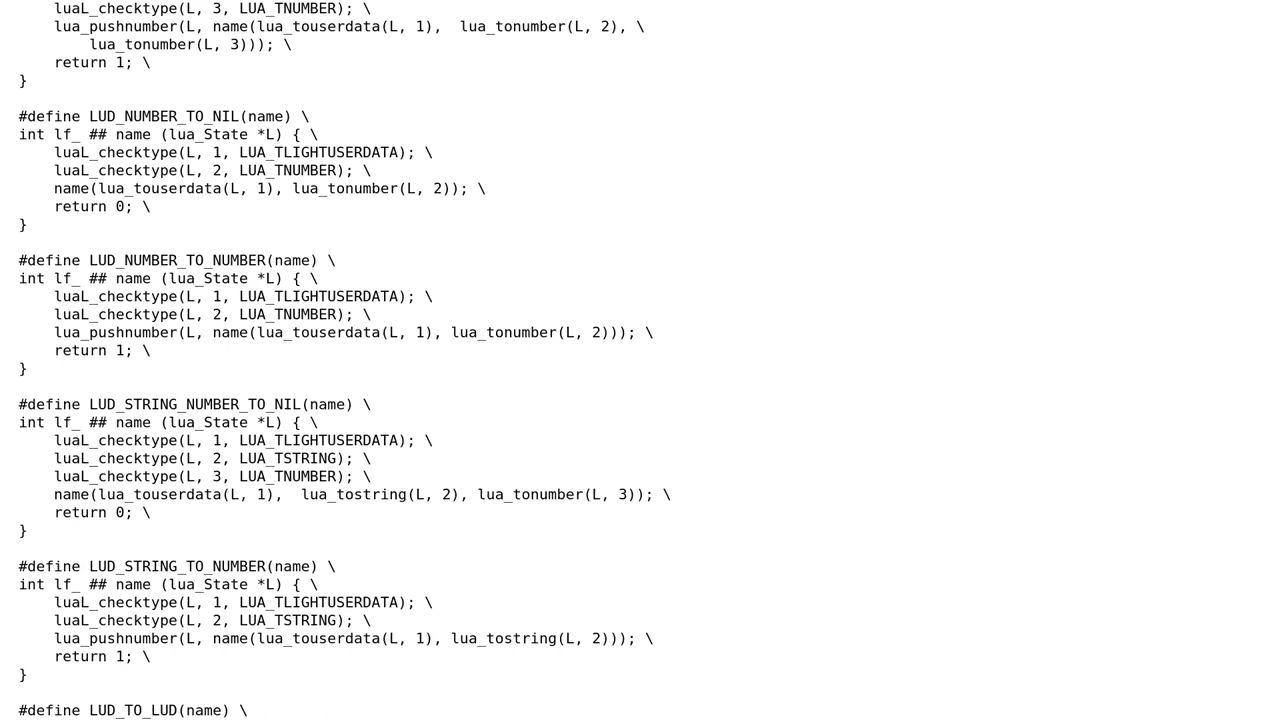 luaL_checktype(L, 3, LUA_TNUMBER); \
    lua_pushnumber(L, name(lua_touserdata(L, 1),  lua_tonumber(L, 2), \
        lua_tonumber(L, 3))); \
    return 1; \
}

#define LUD_NUMBER_TO_NIL(name) \
int lf_ ## name (lua_State *L) { \
    luaL_checktype(L, 1, LUA_TLIGHTUSERDATA); \
    luaL_checktype(L, 2, LUA_TNUMBER); \
    name(lua_touserdata(L, 1), lua_tonumber(L, 2)); \
    return 0; \
}

#define LUD_NUMBER_TO_NUMBER(name) \
int lf_ ## name (lua_State *L) { \
    luaL_checktype(L, 1, LUA_TLIGHTUSERDATA); \
    luaL_checktype(L, 2, LUA_TNUMBER); \
    lua_pushnumber(L, name(lua_touserdata(L, 1), lua_tonumber(L, 2))); \
    return 1; \
}

#define LUD_STRING_NUMBER_TO_NIL(name) \
int lf_ ## name (lua_State *L) { \
    luaL_checktype(L, 1, LUA_TLIGHTUSERDATA); \
    luaL_checktype(L, 2, LUA_TSTRING); \
    luaL_checktype(L, 3, LUA_TNUMBER); \
    name(lua_touserdata(L, 1),  lua_tostring(L, 2), lua_tonumber(L, 3)); \
    return 0; \
}

#define LUD_STRING_TO_NUMBER(name) \
int lf_ ## name (lua_State *L) { \
    luaL_checktype(L, 1, LUA_TLIGHTUSERDATA); \
    luaL_checktype(L, 2, LUA_TSTRING); \
    lua_pushnumber(L, name(lua_touserdata(L, 1), lua_tostring(L, 2))); \
    return 1; \
}

#define LUD_TO_LUD(name) \